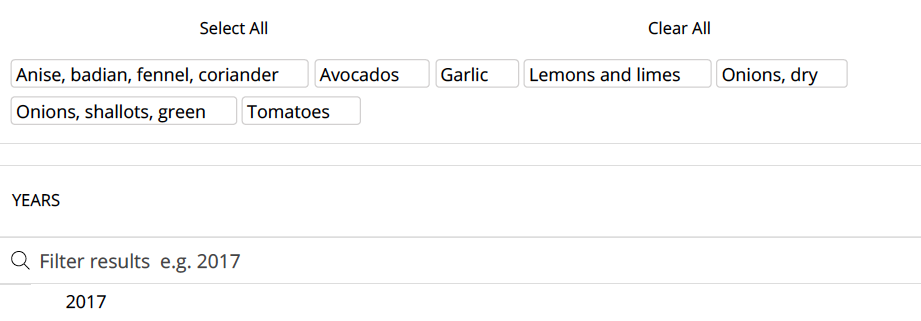 Select All Clear All
Anise, badian, fennel, coriander Avocados Garlic Lemons and limes Onions, dry
Onions, shallots, green Tomatoes
YEARS
Filter results e.g. 2017
2017